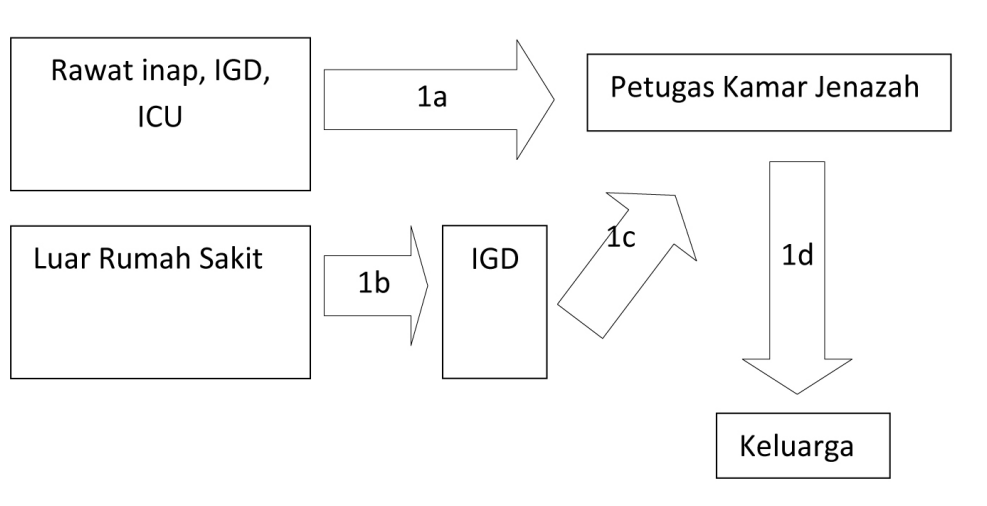 Rawat inap, IGD,
ICU
1a
Petugas Kamar Jenazah
Luar Rumah Sakit
1b
IGD
1c
1d
Keluarga